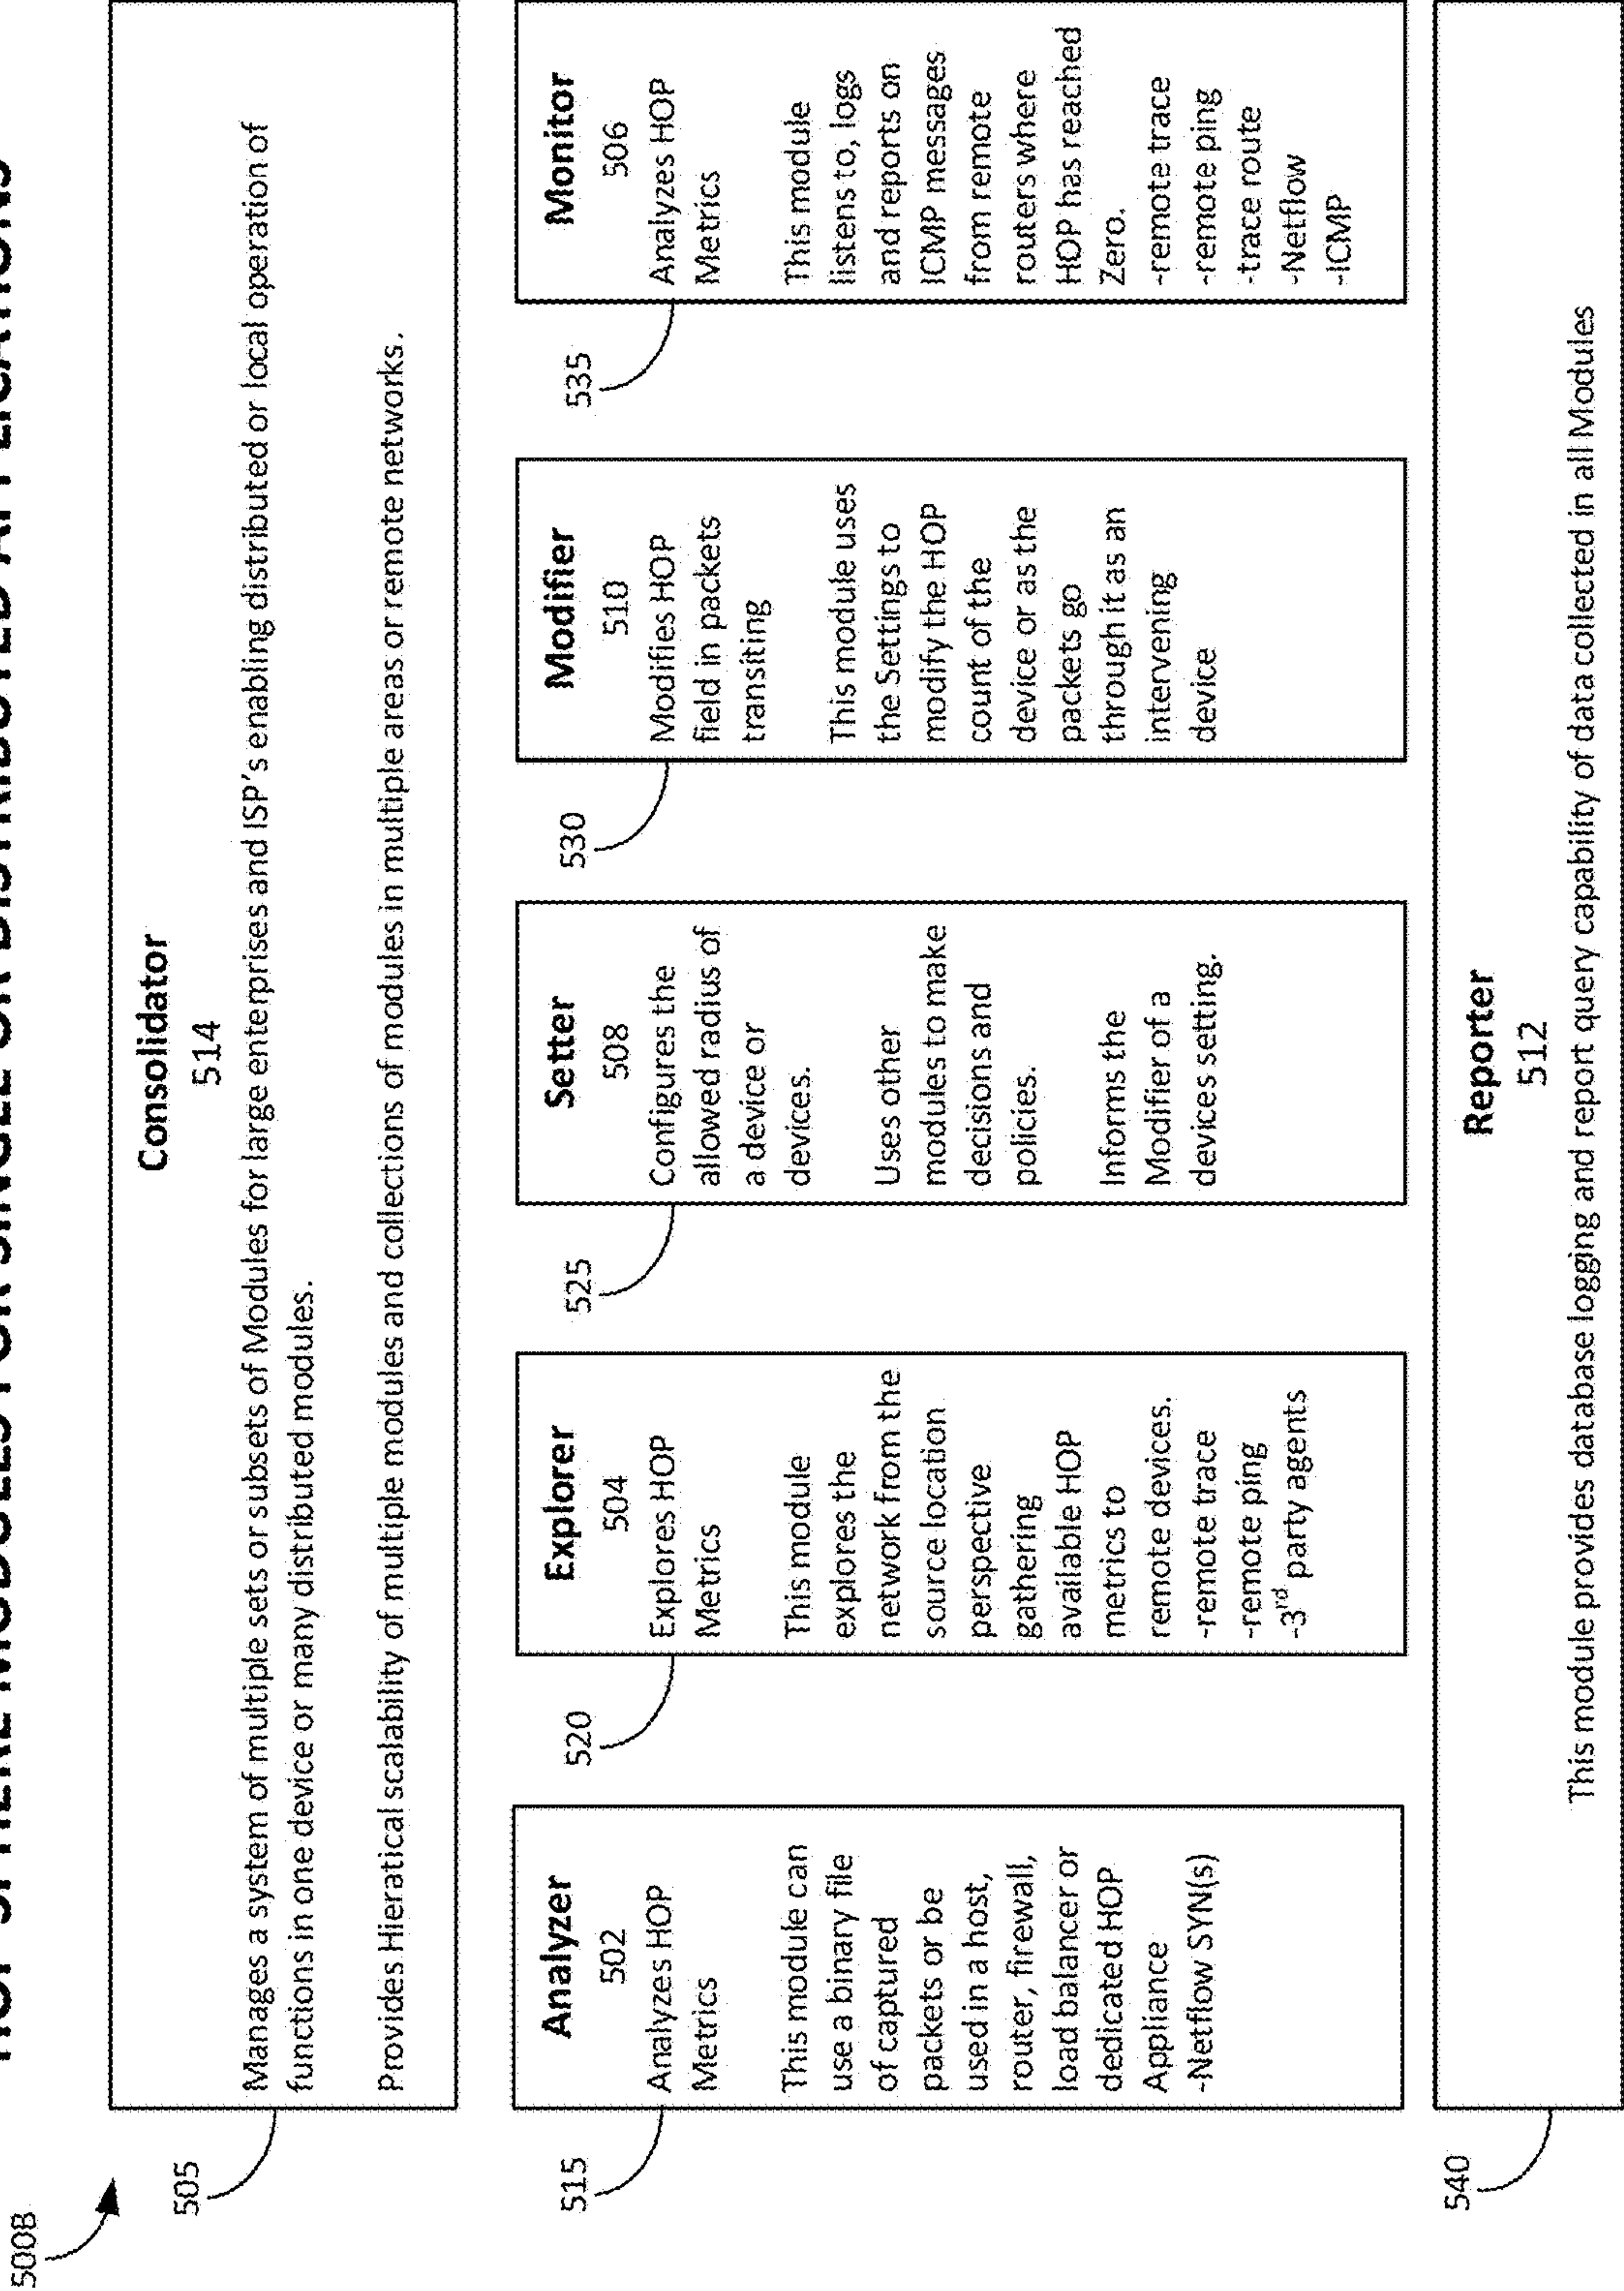 500B
505
Consolidator
514
Manages a system of multiple sets or subsets of Modules for large enterprises and ISP's enabling distributed or local operation of
functions in one device or many distributed modules.
Provides Hieratical scalability of multiple modules and collections of modules in multiple areas or remote networks.
515
Analyzer
502
Analyzes HOP
Metrics
This module can
use a binary file
of captured
packets or be
used in a host,
router, firewall,
load balancer or
dedicated HOP
Appliance
-Netflow SYN(s)
520
Explorer
504
Explores HOP
Metrics
This module
explores the
network from the
source location
perspective
gathering
available HOP
metrics to
remote devices.
-remote trace
-remote ping
-3rd party agents
525
Setter
508
Configures the
allowed radius of
a device or
devices.
Uses other
modules to make
decisions and
policies.
Informs the
Modifier of a
devices setting.
530
Modifier
510
Modifies HOP
field in packets
transiting
This module uses
the Settings to
modify the HOP
count of the
device or as the
packets go
through it as an
intervening
device
535
Monitor
506
Analyzes HOP
Metrics
This module
listens to, logs
and reports on
ICMP messages
from remote
routers where
HOP has reached
Zero.
-remote trace
-remote ping
-trace route
-Netflow
-ICMP
540
Reporter
512
This module provides database logging and report query capability of data collected in all Modules